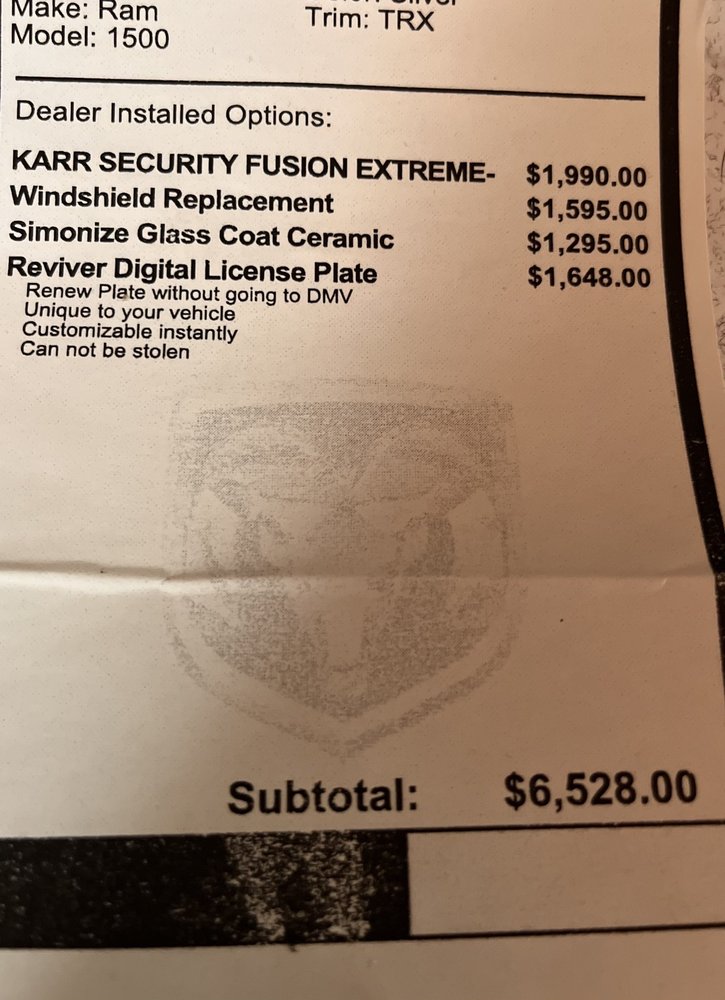 Make: Ram
Trim: TRX
Model: 1500
Dealer Installed Options:
KARR SECURITY FUSION EXTREME- $1,990.00
Windshield Replacement $1,595.00
Simonize Glass Coat Ceramic $1,295.00
Reviver Digital License Plate $1,648.00
Renew Plate without going to DMV
Unique to your vehicle
Customizable instantly
Can not be stolen
Subtotal: $6,528.00